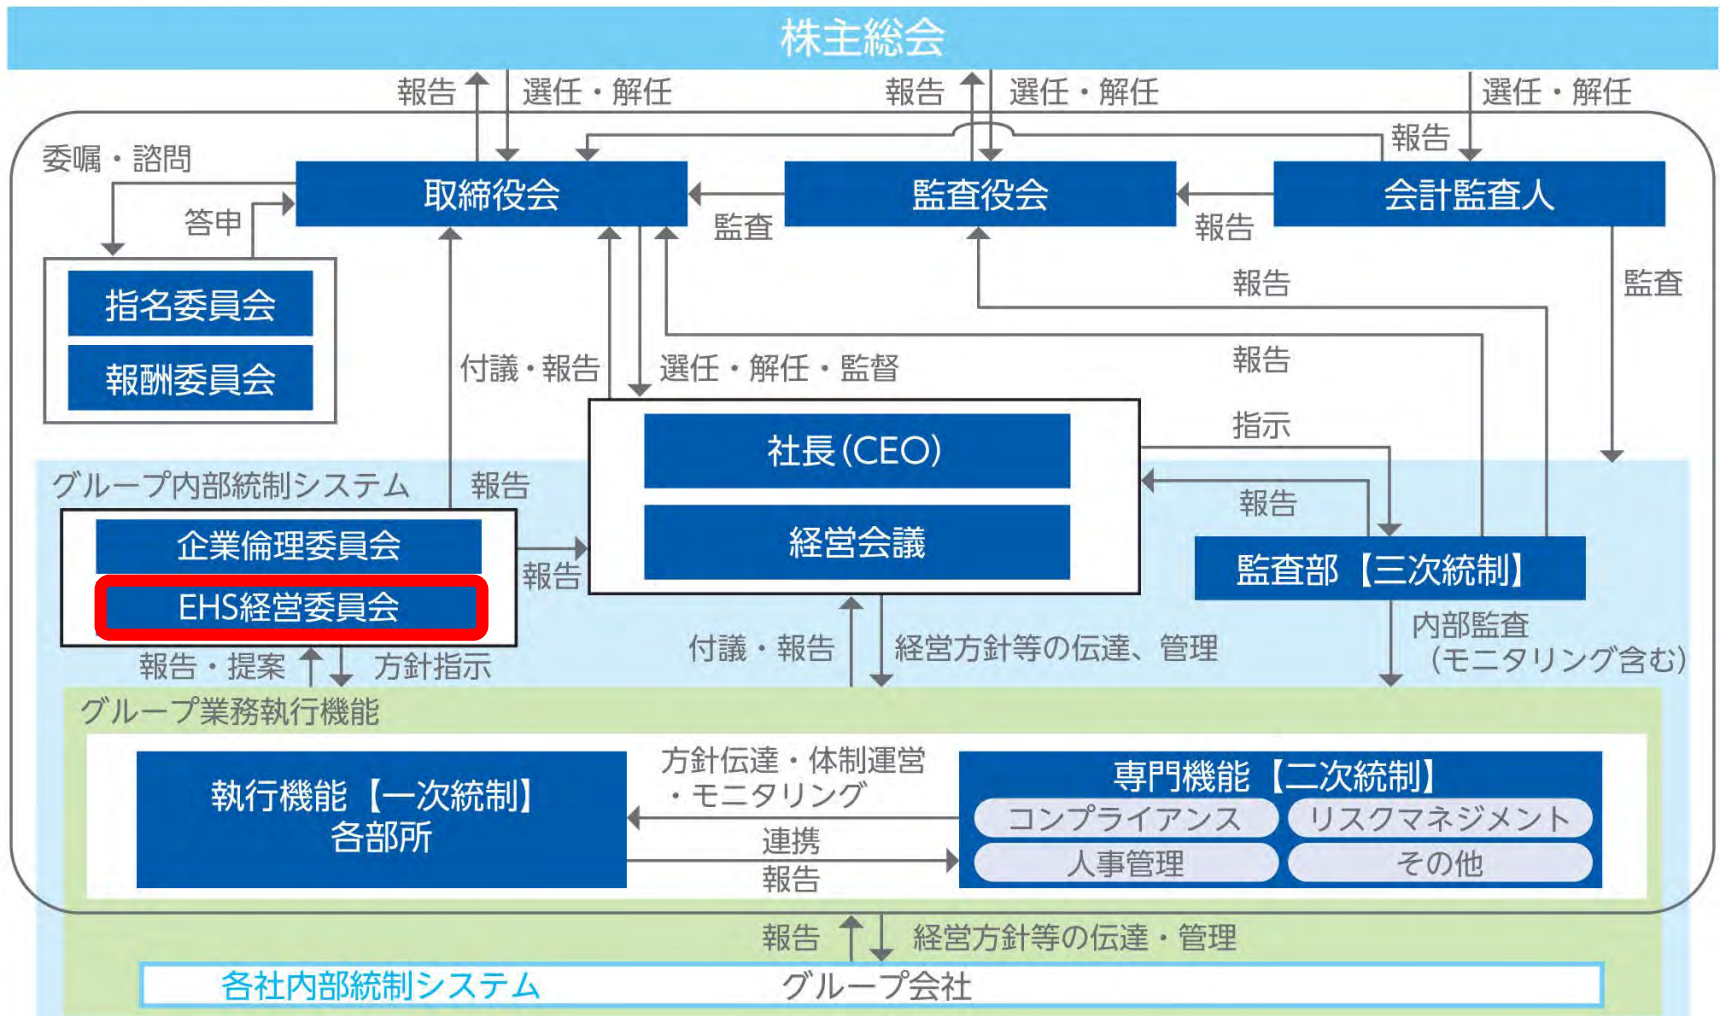 株主総会
報告
選任・解任
報告
選任・解任
選任・解任
委嘱・諮問
報告
取締役会
監査役会
会計監査人
答申
監査
報告
指名委員会
報酬委員会
報告
監査
付議・報告
選任・解任・監督
報告
社長(CEO)
経営会議
指示
報告
グループ内部統制システム
報告
企業倫理委員会
EHS経営委員会
報告
監査部【三次統制】
報告・提案
方針指示
付議・報告
経営方針等の伝達、管理
内部監査
(モニタリング含む)
グループ業務執行機能
執行機能【一次統制】
各部所
方針伝達・体制運営
・モニタリング
連携
報告
専門機能【二次統制】
コンプライアンス
リスクマネジメント
人事管理
その他
報告
経営方針等の伝達・管理
各社内部統制システム
グループ会社